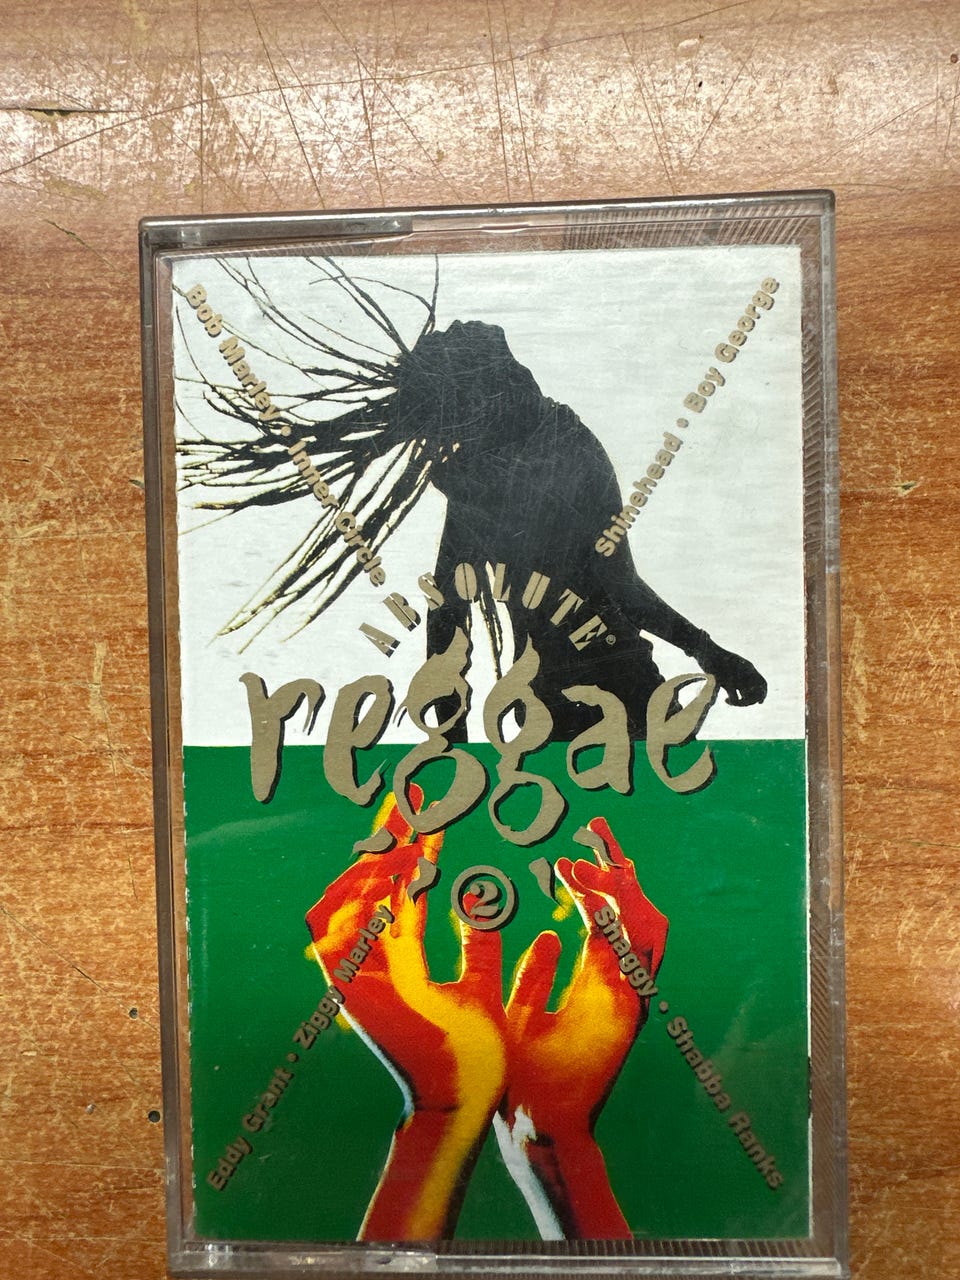 Bob Marley • Inner Circle
Shinehead • Boy George
ABSOLUTE®
reggae
2
Eddy Grant • Ziggy Marley
Shaggy • Shabba Ranks